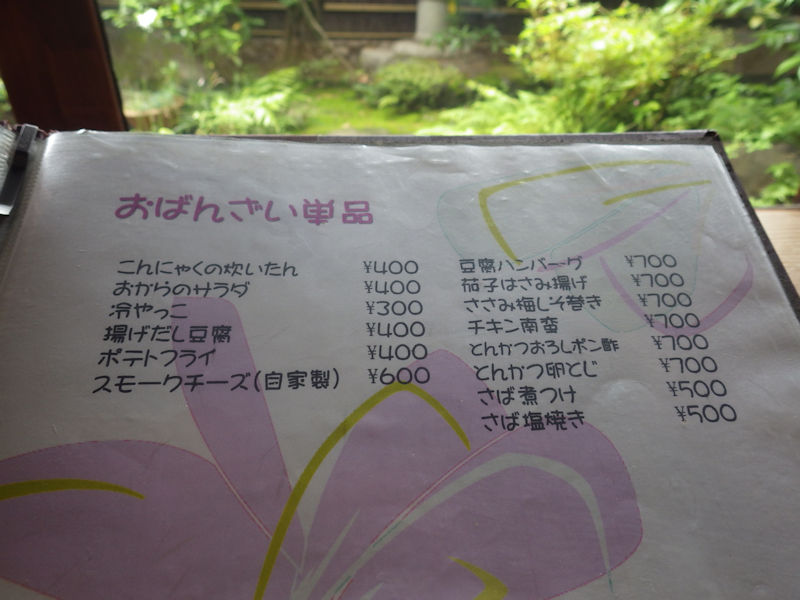 おばんざい単品
こんにゃくの炊いたん ¥400
おからのサラダ ¥400
冷やっこ ¥300
揚げだし豆腐 ¥400
ポテトフライ ¥400
スモークチーズ(自家製) ¥600
豆腐ハンバーグ ¥700
茄子はさみ揚げ ¥700
ささみ梅しそ巻き ¥700
チキン南蛮 ¥700
とんかつおろしポン酢 ¥700
とんかつ卵とじ ¥700
さば煮つけ ¥500
さば塩焼き ¥500